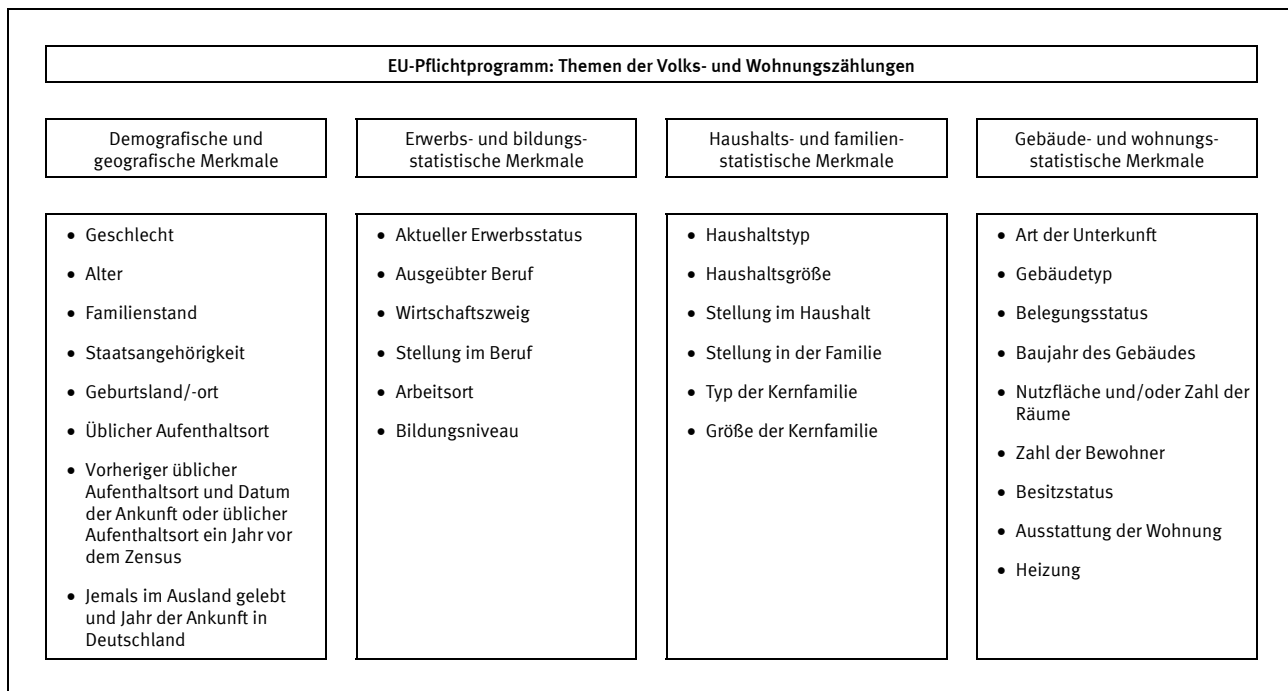 EU-Pflichtprogramm: Themen der Volks- und Wohnungszählungen
Demografische und
geografische Merkmale
Erwerbs- und bildungs-
statistische Merkmale
Haushalts- und familien-
statistische Merkmale
Gebäude- und wohnungs-
statistische Merkmale
• Geschlecht
• Alter
• Familienstand
• Staatsangehörigkeit
• Geburtsland/-ort
• Üblicher Aufenthaltsort
• Vorheriger üblicher
Aufenthaltsort und Datum
der Ankunft oder üblicher
Aufenthaltsort ein Jahr vor
dem Zensus
• Jemals im Ausland gelebt
und Jahr der Ankunft in
Deutschland
• Aktueller Erwerbsstatus
• Ausgeübter Beruf
• Wirtschaftszweig
• Stellung im Beruf
• Arbeitsort
• Bildungsniveau
• Haushaltstyp
• Haushaltsgröße
• Stellung im Haushalt
• Stellung in der Familie
• Typ der Kernfamilie
• Größe der Kernfamilie
• Art der Unterkunft
• Gebäudetyp
• Belegungsstatus
• Baujahr des Gebäudes
• Nutzfläche und/oder Zahl der
Räume
• Zahl der Bewohner
• Besitzstatus
• Ausstattung der Wohnung
• Heizung